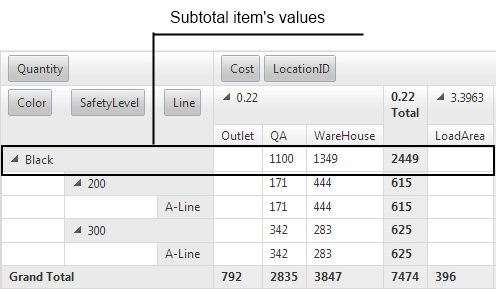 Subtotal item's values
Quantity Cost LocationID
Color SafetyLevel Line 0.22 0.22 Total 3.3963
Outlet QA WareHouse LoadArea
Black 1100 1349 2449
200 171 444 615
A-Line 171 444 615
300 342 283 625
A-Line 342 283 625
Grand Total 792 2835 3847 7474 396